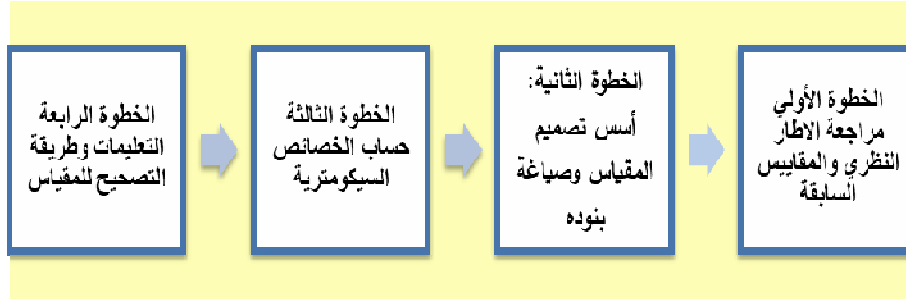 الخطوة الأولي
مراجعة الاطار
النظري والمقاييس
السابقة
الخطوة الثانية:
أسس تصميم
المقياس وصياغة
بنوده
الخطوة الثالثة
حساب الخصائص
السيكومترية
الخطوة الرابعة
التعليمات وطريقة
التصحيح للمقياس